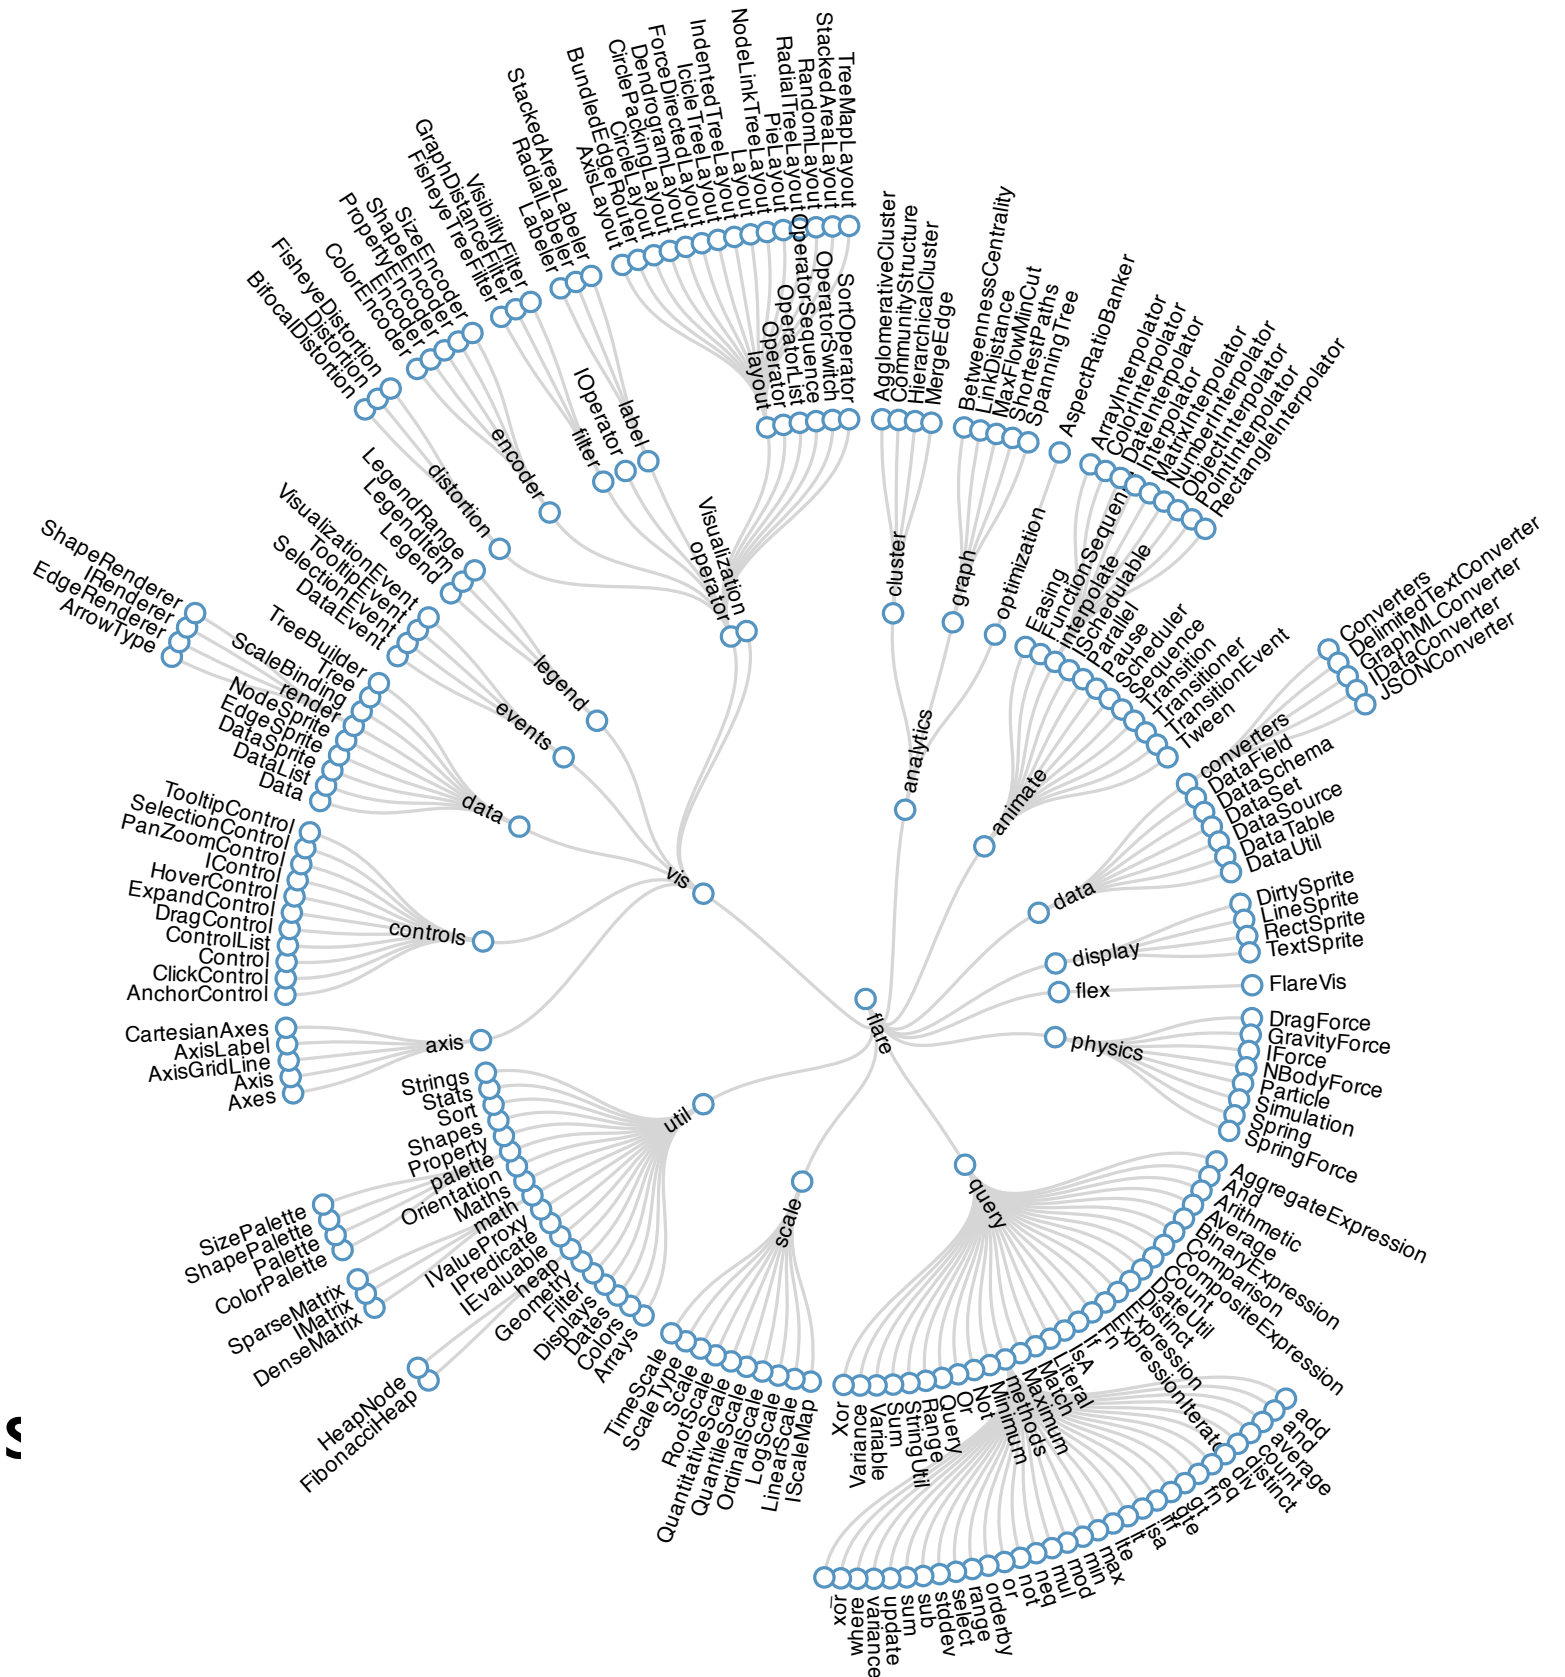 flare
analytics
cluster
AgglomerativeCluster
CommunityStructure
HierarchicalCluster
MergeEdge
graph
BetweennessCentrality
LinkDistance
MaxFlowMinCut
ShortestPaths
SpanningTree
optimization
AspectRatioBanker
animate
Easing
FunctionSequen
interpolate
ArrayInterpolator
ColorInterpolator
DateInterpolator
Interpolator
MatrixInterpolator
NumberInterpolator
ObjectInterpolator
PointInterpolator
RectangleInterpolator
ISchedulable
Parallel
Pause
Scheduler
Sequence
Transition
Transitioner
TransitionEvent
Tween
data
converters
Converters
DelimitedTextConverter
GraphMLConverter
IDataConverter
JSONConverter
DataField
DataSchema
DataSet
DataSource
DataTable
DataUtil
display
DirtySprite
LineSprite
RectSprite
TextSprite
flex
FlareVis
physics
DragForce
GravityForce
IForce
NBodyForce
Particle
Simulation
Spring
SpringForce
query
AggregateExpression
And
Arithmetic
Average
BinaryExpression
Comparison
CompositeExpression
Count
DateUtil
Distinct
Expression
ExpressionIterato
Fn
If
IsA
Literal
Match
Maximum
methods
add
and
average
count
distinct
div
eq
fn
gt
gte
iff
isa
lt
lte
max
min
mod
mul
neq
not
or
orderby
range
select
stddev
sub
sum
update
variance
where
xor
_
Minimum
Not
Or
Query
Range
StringUtil
Sum
Variable
Variance
Xor
scale
IScaleMap
LinearScale
LogScale
OrdinalScale
QuantileScale
QuantitativeScale
RootScale
Scale
ScaleType
TimeScale
util
Arrays
Colors
Dates
Displays
Filter
Geometry
heap
FibonacciHeap
HeapNode
IEvaluable
IPredicate
IValueProxy
math
DenseMatrix
IMatrix
SparseMatrix
Maths
Orientation
palette
ColorPalette
Palette
ShapePalette
SizePalette
Property
Shapes
Sort
Stats
Strings
vis
axis
Axes
Axis
AxisGridLine
AxisLabel
CartesianAxes
controls
AnchorControl
ClickControl
Control
ControlList
DragControl
ExpandControl
HoverControl
IControl
PanZoomControl
SelectionControl
TooltipControl
data
Data
DataList
DataSprite
EdgeSprite
NodeSprite
render
ArrowType
EdgeRenderer
IRenderer
ShapeRenderer
ScaleBinding
Tree
TreeBuilder
events
DataEvent
SelectionEvent
TooltipEvent
VisualizationEvent
legend
Legend
LegendItem
LegendRange
operator
distortion
BifocalDistortion
Distortion
FisheyeDistortion
encoder
ColorEncoder
Encoder
PropertyEncoder
ShapeEncoder
SizeEncoder
filter
FisheyeTreeFilter
GraphDistanceFilter
VisibilityFilter
IOperator
label
Labeler
RadialLabeler
StackedAreaLabeler
layout
AxisLayout
BundledEdgeRouter
CircleLayout
CirclePackingLayout
DendrogramLayout
ForceDirectedLayout
IcicleTreeLayout
IndentedTreeLayout
Layout
NodeLinkTreeLayout
PieLayout
RadialTreeLayout
RandomLayout
StackedAreaLayout
TreeMapLayout
Operator
OperatorList
OperatorSequence
OperatorSwitch
SortOperator
Visualization